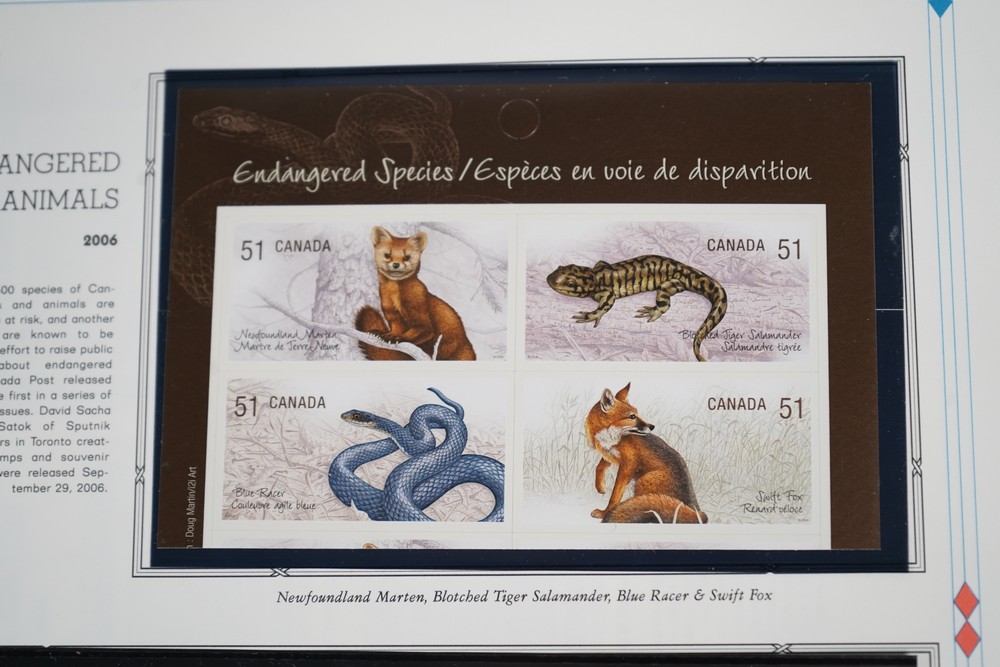 ANGERED
ANIMALS
2006
00 species of Can-
and animals are
at risk, and another
are known to be
effort to raise public
about endangered
ada Post released
first in a series of
ssues. David Sacha
Satok of Sputnik
rs in Toronto creat-
mps and souvenir
were released Sep-
tember 29, 2006.
Endangered Species/Espèces en voie de disparition
51 CANADA
Newfoundland Marten
Martre de Terre-Neuve
CANADA 51
Blotched Tiger Salamander
Salamandre tigrée
51 CANADA
Blue Racer
Couleuvre agile bleue
CANADA 51
Swift Fox
Renard véloce
: Doug Martin/i2i Art
Newfoundland Marten, Blotched Tiger Salamander, Blue Racer & Swift Fox